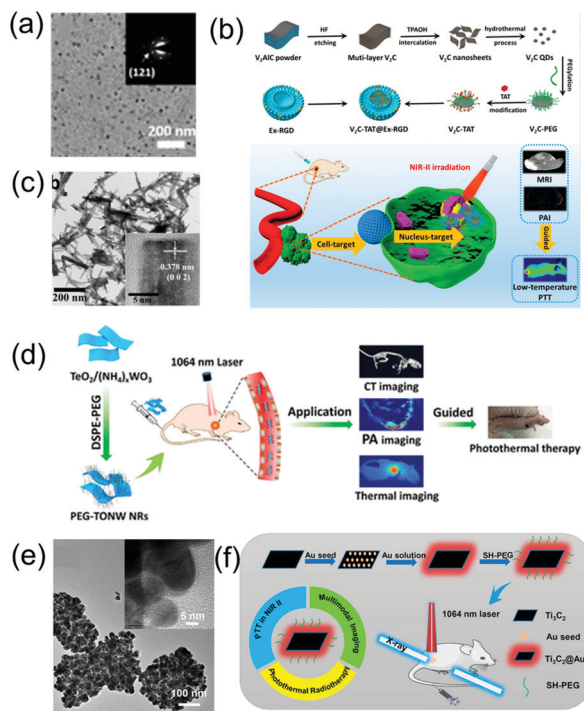 (a)
(121)
200 nm
(b)
HF
etching
TPAOH
intercalation
hydrothermal
process
V₂AlC powder
Muti-layer V₂C
V₂C nanosheets
V₂C QDs
PEGylation
TAT
modification
Ex-RGD
V₂C-TAT@Ex-RGD
V₂C-TAT
V₂C-PEG
NIR-II irradiation
MRI
PAI
Cell-target
Nucleus-target
Guided
Low-temperature
PTT
(c)
b
0.378 nm
(0 0 2)
200 nm
5 nm
(d)
TeO₂/(NH₄)ₓWO₃
DSPE-PEG
PEG-TONW NRs
1064 nm Laser
Application
CT imaging
PA imaging
Thermal imaging
Guided
Photothermal therapy
(e)
5 nm
100 nm
(f)
Au seed
Au solution
SH-PEG
PTT in NIR II
Multimodal Imaging
Photothermal Radiotherapy
1064 nm laser
X-ray
Ti₃C₂
Au seed
Ti₃C₂@Au
SH-PEG